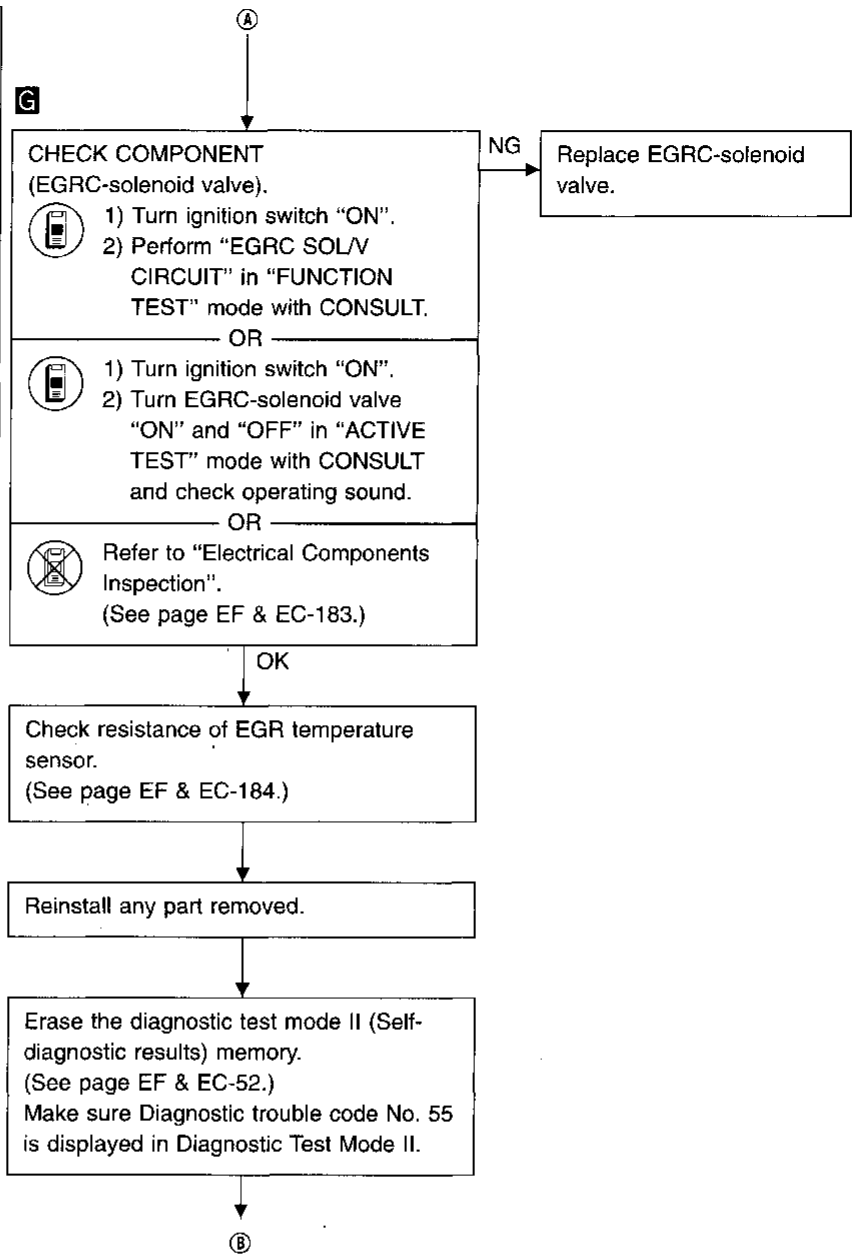 A
G
CHECK COMPONENT
(EGRC-solenoid valve).
1) Turn ignition switch “ON”.
2) Perform “EGRC SOL/V
CIRCUIT” in “FUNCTION
TEST” mode with CONSULT.
OR
1) Turn ignition switch “ON”.
2) Turn EGRC-solenoid valve
“ON” and “OFF” in “ACTIVE
TEST” mode with CONSULT
and check operating sound.
OR
Refer to “Electrical Components
Inspection”.
(See page EF & EC-183.)
NG
Replace EGRC-solenoid
valve.
OK
Check resistance of EGR temperature
sensor.
(See page EF & EC-184.)
Reinstall any part removed.
Erase the diagnostic test mode II (Self-
diagnostic results) memory.
(See page EF & EC-52.)
Make sure Diagnostic trouble code No. 55
is displayed in Diagnostic Test Mode II.
B